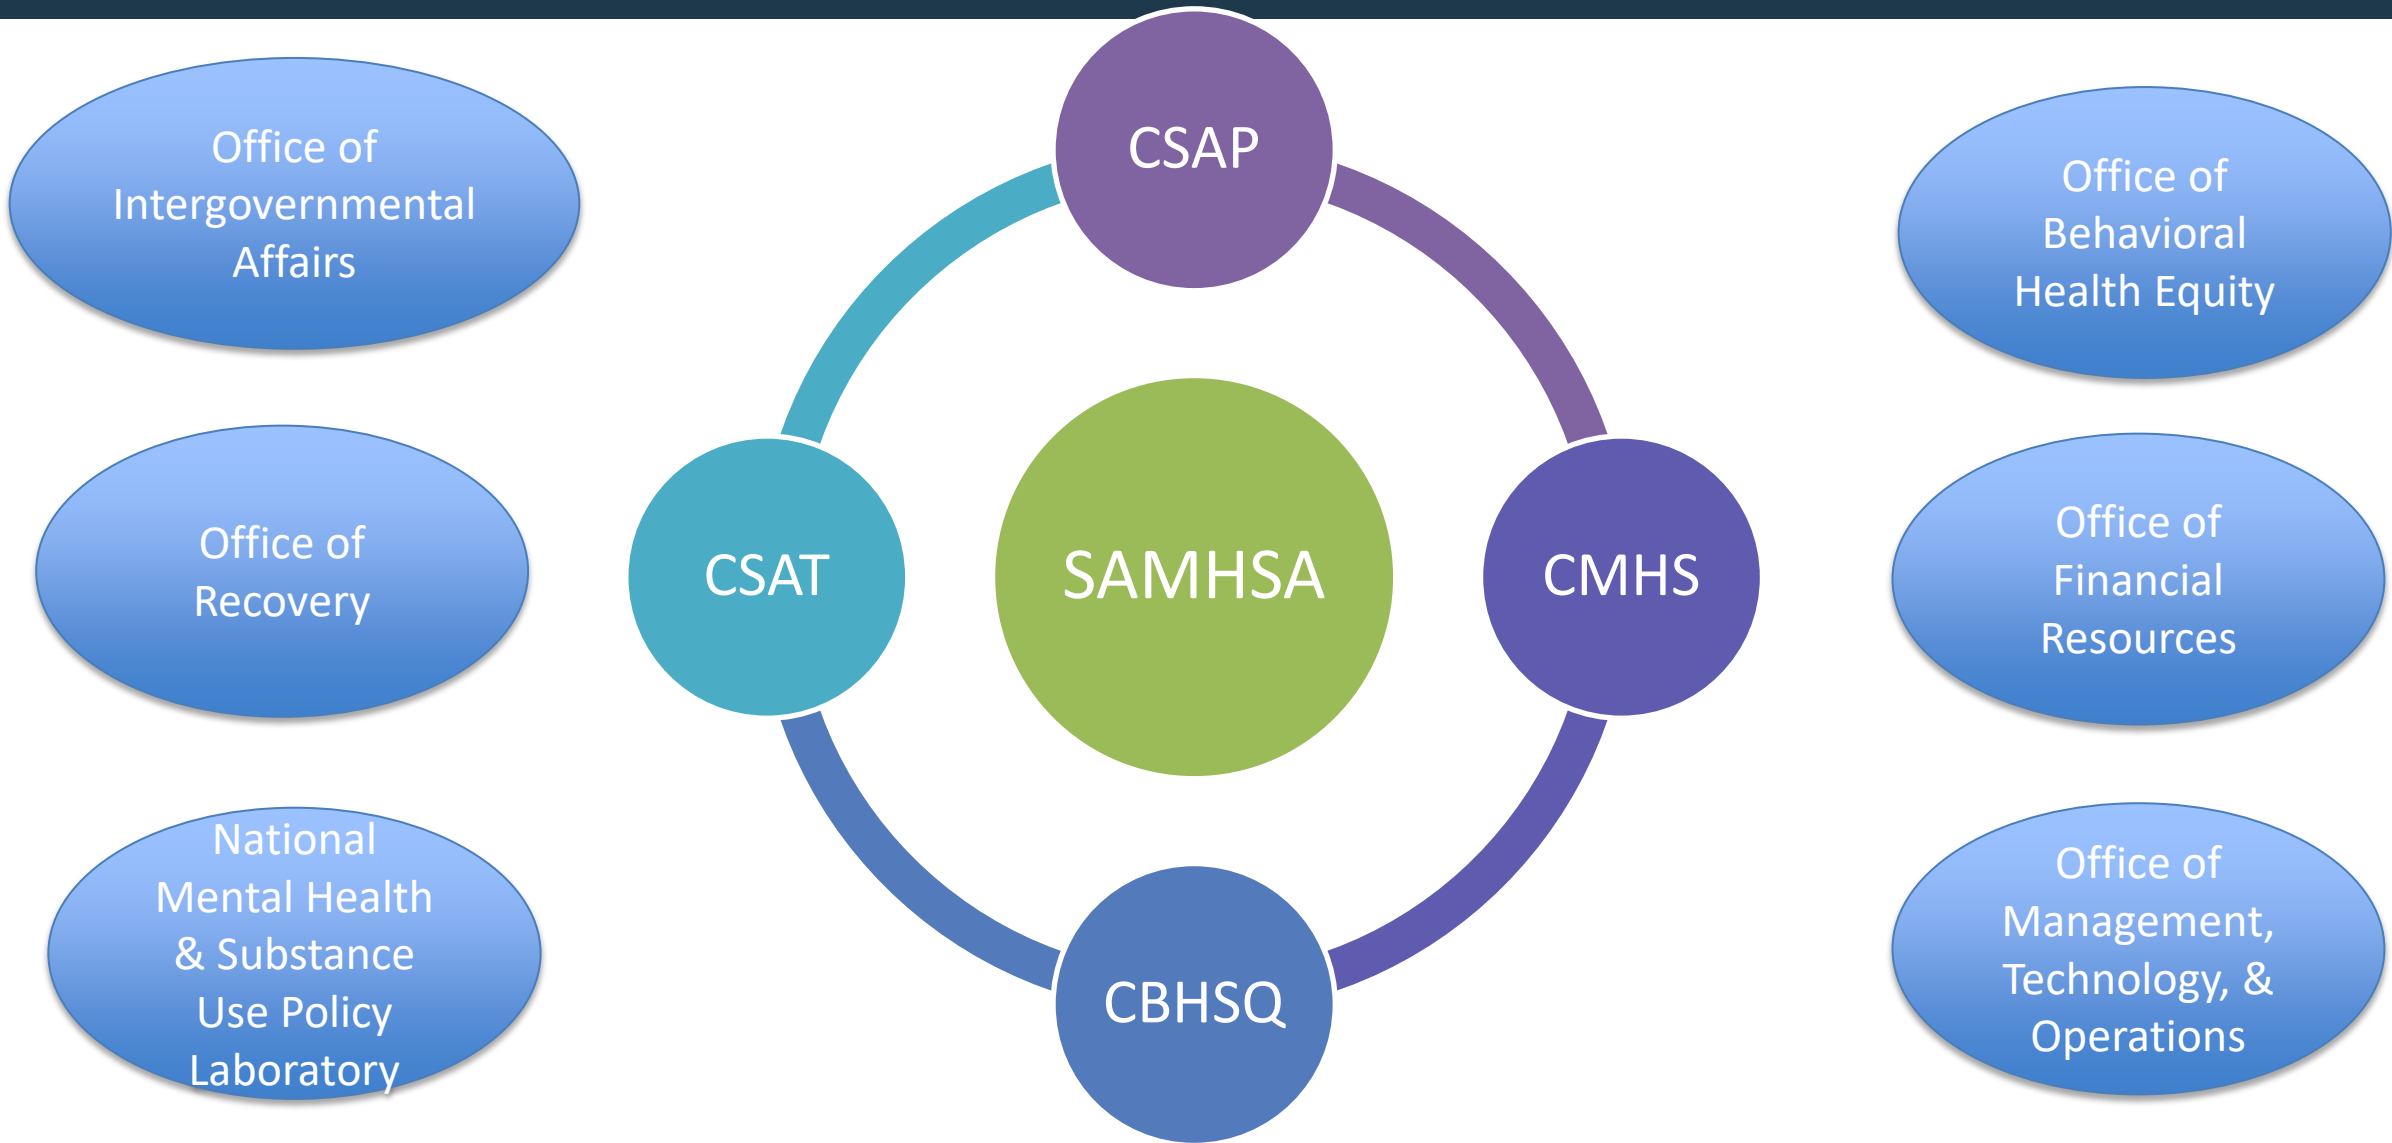 Office of
Intergovernmental
Affairs
Office of
Recovery
National
Mental Health
& Substance
Use Policy
Laboratory
CSAP
CSAT
SAMHSA
CMHS
CBHSQ
Office of
Behavioral
Health Equity
Office of
Financial
Resources
Office of
Management,
Technology, &
Operations